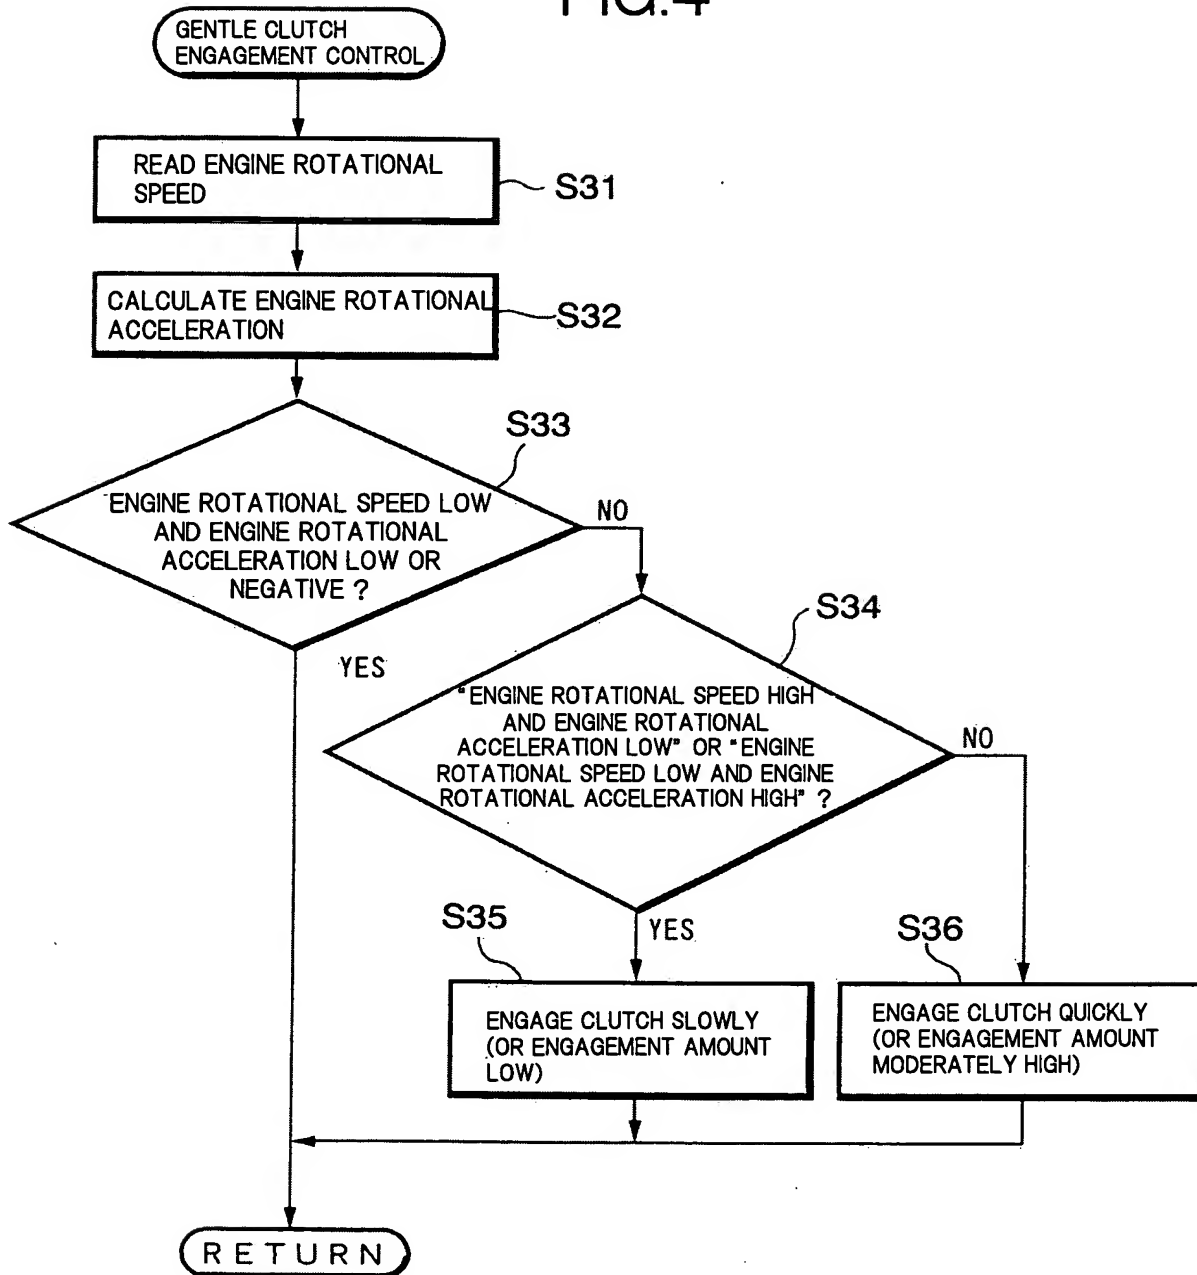 FIG.4
GENTLE CLUTCH
ENGAGEMENT CONTROL
READ ENGINE ROTATIONAL
SPEED
S31
CALCULATE ENGINE ROTATIONAL
ACCELERATION
S32
S33
ENGINE ROTATIONAL SPEED LOW
AND ENGINE ROTATIONAL
ACCELERATION LOW OR
NEGATIVE ?
NO
YES
S34
"ENGINE ROTATIONAL SPEED HIGH
AND ENGINE ROTATIONAL
ACCELERATION LOW" OR "ENGINE
ROTATIONAL SPEED LOW AND ENGINE
ROTATIONAL ACCELERATION HIGH" ?
NO
YES
S35
ENGAGE CLUTCH SLOWLY
(OR ENGAGEMENT AMOUNT
LOW)
S36
ENGAGE CLUTCH QUICKLY
(OR ENGAGEMENT AMOUNT
MODERATELY HIGH)
RETURN